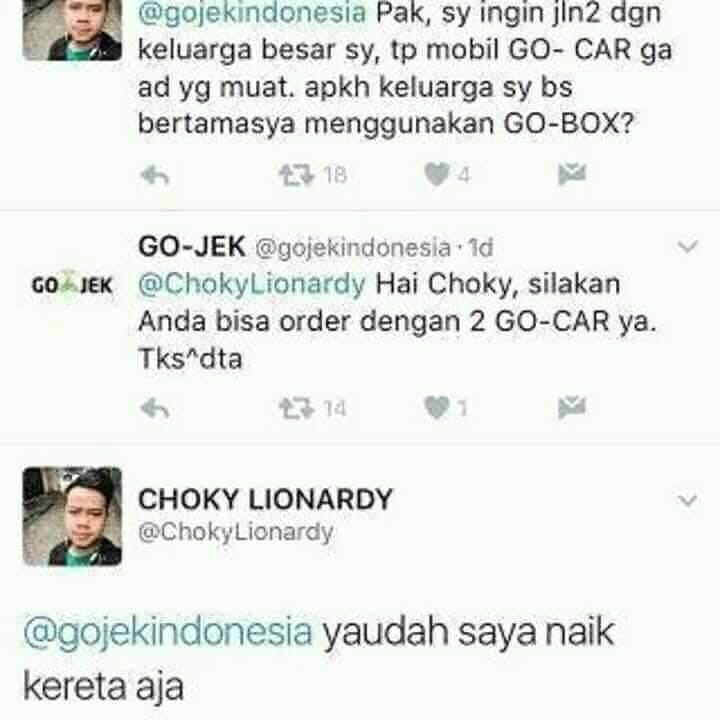 @gojekindonesia Pak, sy ingin jln2 dgn
keluarga besar sy, tp mobil GO- CAR ga
ad yg muat. apkh keluarga sy bs
bertamasya menggunakan GO-BOX?
18 4
GO-JEK @gojekindonesia · 1d
GO JEK @ChokyLionardy Hai Choky, silakan
Anda bisa order dengan 2 GO-CAR ya.
Tks^dta
14 1
CHOKY LIONARDY
@ChokyLionardy
@gojekindonesia yaudah saya naik
kereta aja